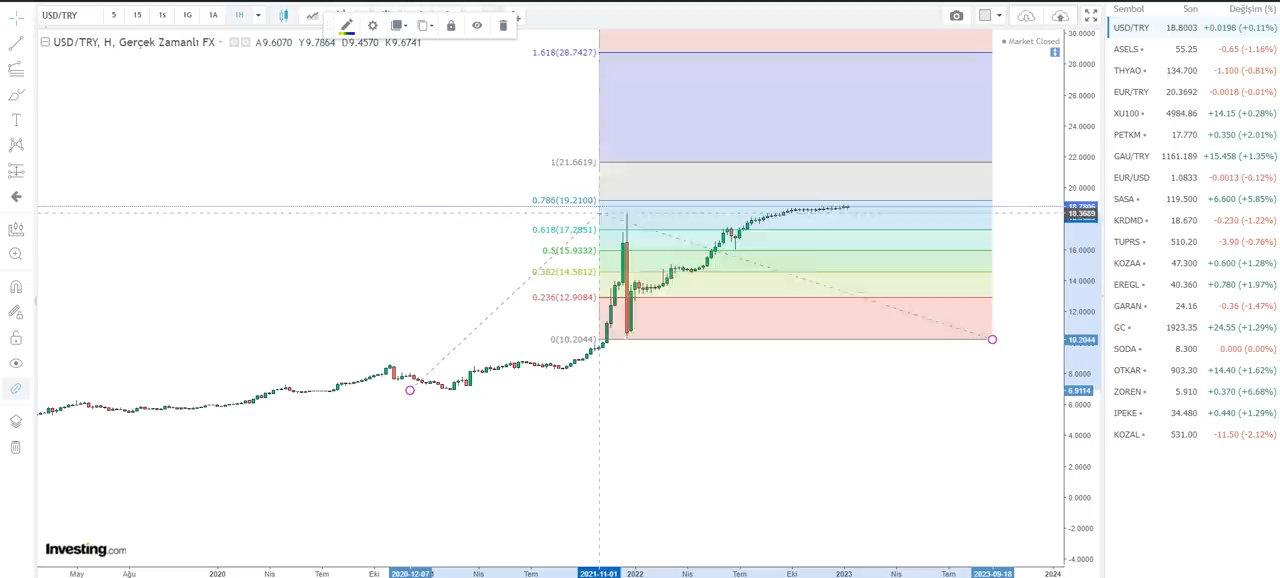 USD/TRY 5 15 1s 1G 1A 1H
USD/TRY, H, Gerçek Zamanlı FX A9.6070 Y9.7864 D9.4570 K9.6741
Market Closed
1.618(28.7427)
1(21.6619)
0.786(19.2100)
0.618(17.2851)
0.5(15.9332)
0.382(14.5812)
0.236(12.9084)
0(10.2044)
30.0000
28.0000
26.0000
24.0000
22.0000
20.0000
18.7806
18.3689
16.0000
14.0000
12.0000
10.2044
8.0000
6.9114
6.0000
4.0000
2.0000
0.0000
-2.0000
-4.0000
Investing.com
May Ağu 2020 Nis Tem Eki 2020-12-07 Nis Tem 2021-11-01 2022 Nis Tem Eki 2023 Nis Tem 2023-09-18 2024
Sembol Son Değişim (%)
USD/TRY 18.8003 +0.0198 (+0.11%)
ASELS 55.25 -0.65 (-1.16%)
THYAO 134.700 -1.100 (-0.81%)
EUR/TRY 20.3692 -0.0018 (-0.01%)
XU100 4984.86 +14.15 (+0.28%)
PETKM 17.770 +0.350 (+2.01%)
GAU/TRY 1161.189 +15.458 (+1.35%)
EUR/USD 1.0833 -0.0013 (-0.12%)
SASA 119.500 +6.600 (+5.85%)
KRDMD 18.670 -0.230 (-1.22%)
TUPRS 510.20 -3.90 (-0.76%)
KOZAA 47.300 +0.600 (+1.28%)
EREGL 40.360 +0.780 (+1.97%)
GARAN 24.16 -0.36 (-1.47%)
GC 1923.35 +24.55 (+1.29%)
SODA 8.300 0.000 (0.00%)
OTKAR 903.30 +14.40 (+1.62%)
ZOREN 5.910 +0.370 (+6.68%)
IPEKE 34.480 +0.440 (+1.29%)
KOZAL 531.00 -11.50 (-2.12%)